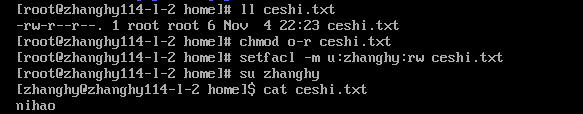 [root@zhanghy114-l-2 home]# ll ceshi.txt
-rw-r--r--. 1 root root 6 Nov  4 22:23 ceshi.txt
[root@zhanghy114-l-2 home]# chmod o-r ceshi.txt
[root@zhanghy114-l-2 home]# setfacl -m u:zhanghy:rw ceshi.txt
[root@zhanghy114-l-2 home]# su zhanghy
[zhanghy@zhanghy114-l-2 home]$ cat ceshi.txt
nihao